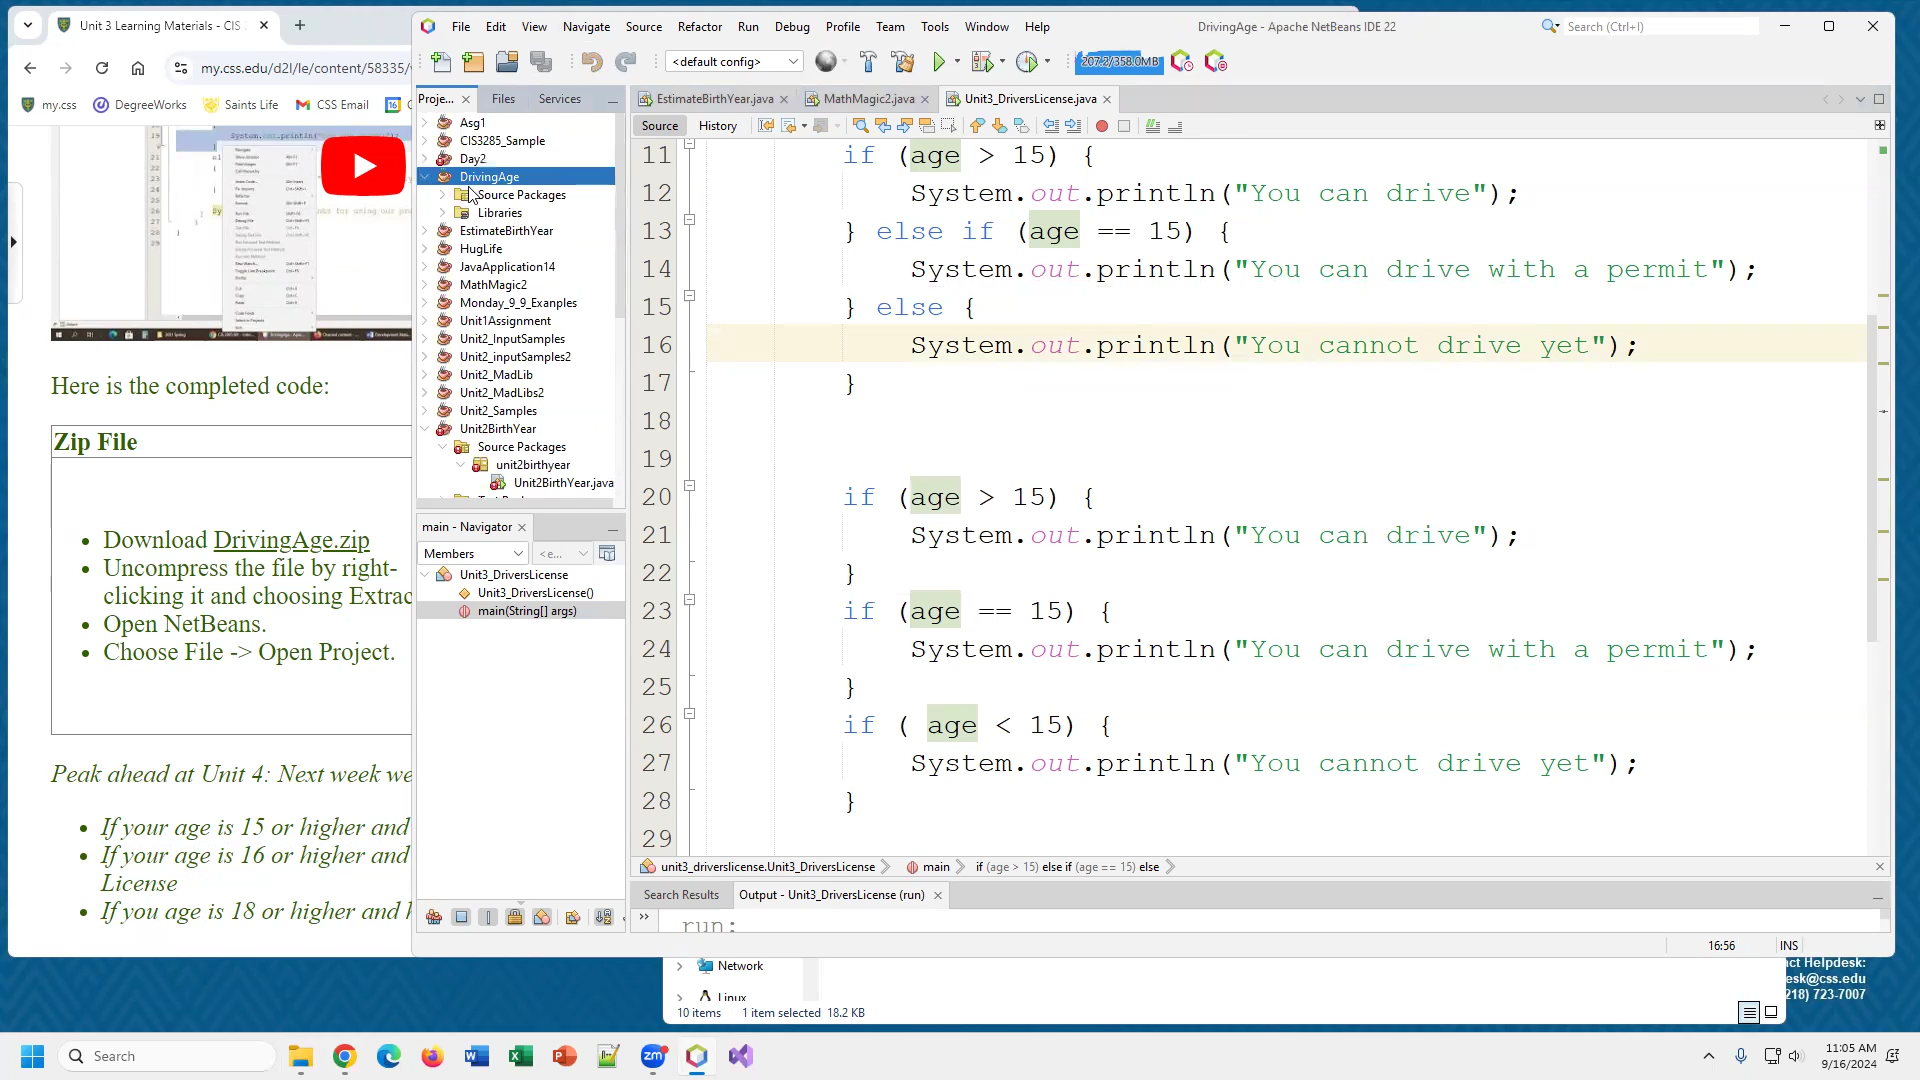 Unit 3 Learning Materials - CIS
File Edit View Navigate Source Refactor Run Debug Profile Team Tools Window Help
DrivingAge - Apache NetBeans IDE 22
Search (Ctrl+I)
my.css.edu/d2l/le/content/58335/
<default config>
207.2/358.0MB
my.css DegreeWorks Saints Life CSS Email
Proje... Files Services
EstimateBirthYear.java MathMagic2.java Unit3_DriversLicense.java
Source History
Asg1
CIS3285_Sample
Day2
DrivingAge
Source Packages
Libraries
EstimateBirthYear
HugLife
JavaApplication14
MathMagic2
Monday_9_9_Exanples
Unit1Assignment
Unit2_InputSamples
Unit2_inputSamples2
Unit2_MadLib
Unit2_MadLibs2
Unit2_Samples
Unit2BirthYear
Source Packages
unit2birthyear
Unit2BirthYear.java
main - Navigator
Members <e...
Unit3_DriversLicense
Unit3_DriversLicense()
main(String[] args)
11 if (age > 15) {
12 System.out.println("You can drive");
13 } else if (age == 15) {
14 System.out.println("You can drive with a permit");
15 } else {
16 System.out.println("You cannot drive yet");
17 }
18
19
20 if (age > 15) {
21 System.out.println("You can drive");
22 }
23 if (age == 15) {
24 System.out.println("You can drive with a permit");
25 }
26 if ( age < 15) {
27 System.out.println("You cannot drive yet");
28 }
29
unit3_driverslicense.Unit3_DriversLicense main if (age > 15) else if (age == 15) else
Search Results Output - Unit3_DriversLicense (run)
run:
16:56 INS
Here is the completed code:
Zip File
Download DrivingAge.zip
Uncompress the file by right-
clicking it and choosing Extrac
Open NetBeans.
Choose File -> Open Project.
Peak ahead at Unit 4: Next week we
If your age is 15 or higher and
If your age is 16 or higher and
License
If you age is 18 or higher and h
Network
Linux
10 items 1 item selected 18.2 KB
Helpdesk:
esk@css.edu
218) 723-7007
Search
zm
11:05 AM
9/16/2024